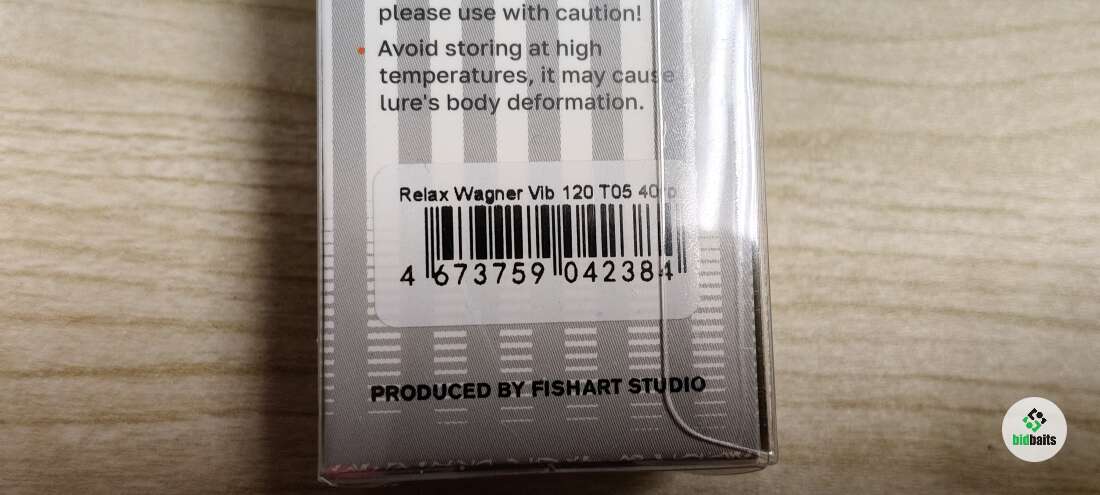 please use with caution!
• Avoid storing at high
temperatures, it may cause
lure's body deformation.
Relax Wagner Vib 120 T05 40гр
4 673759 042384
PRODUCED BY FISHART STUDIO
bidbaits